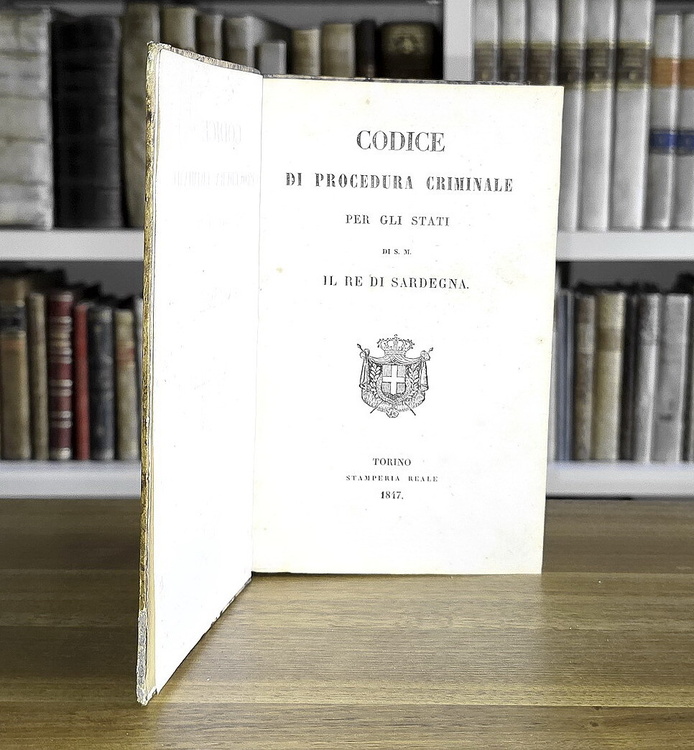 CODICE
DI PROCEDURA CRIMINALE
PER GLI STATI
DI S. M.
IL RE DI SARDEGNA.
TORINO
STAMPERIA REALE
1847.